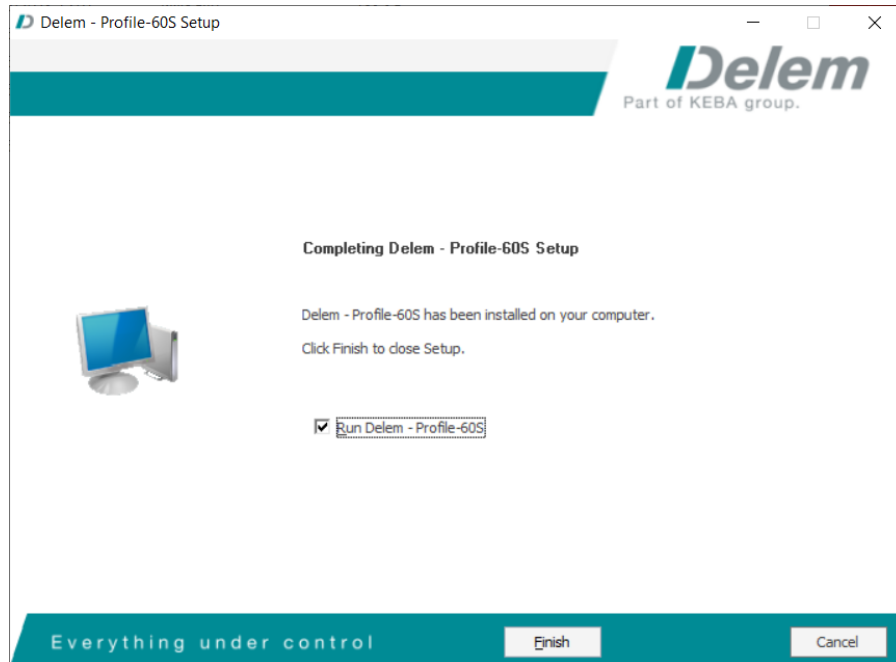 Delem - Profile-60S Setup
Delem
Part of KEBA group.
Completing Delem - Profile-60S Setup
Delem - Profile-60S has been installed on your computer.
Click Finish to close Setup.
Run Delem - Profile-60S
Everything under control
Finish
Cancel